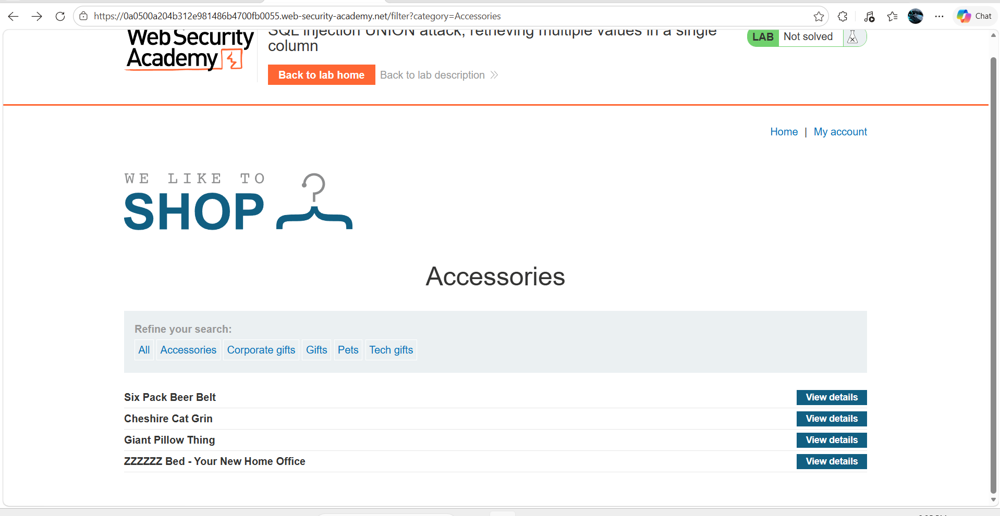 https://0a0500a204b312e981486b4700fb0055.web-security-academy.net/filter?category=Accessories
Chat
Web Security
Academy
SQL injection UNION attack, retrieving multiple values in a single
column
LAB Not solved
Back to lab home Back to lab description
Home | My account
WE LIKE TO
SHOP
Accessories
Refine your search:
All Accessories Corporate gifts Gifts Pets Tech gifts
Six Pack Beer Belt View details
Cheshire Cat Grin View details
Giant Pillow Thing View details
ZZZZZZ Bed - Your New Home Office View details